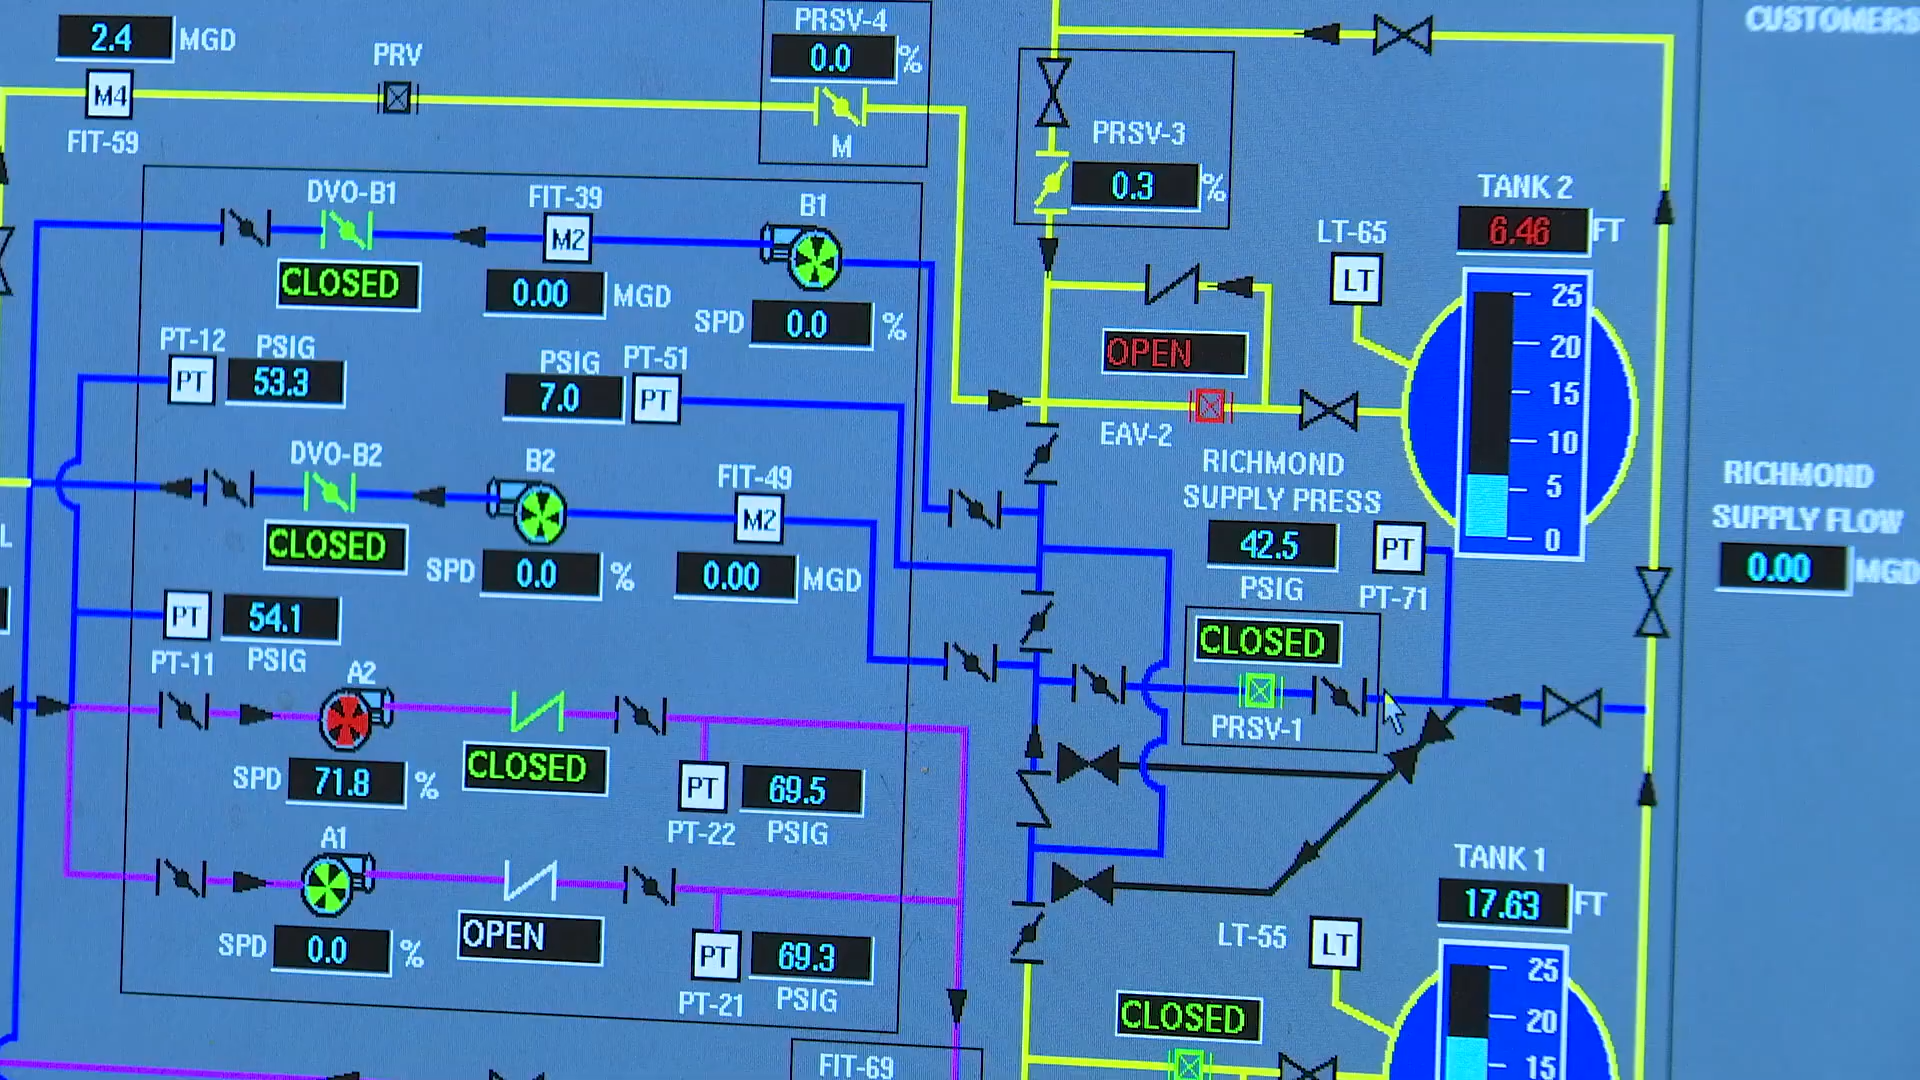 CUSTOMERS
2.4 MGD
M4
FIT-59
PRV
PRSV-4
0.0 %
M
PRSV-3
0.3 %
TANK 2
6.46 FT
LT-65
LT
25
20
15
10
5
0
DVO-B1
CLOSED
FIT-39
M2
0.00 MGD
B1
SPD 0.0 %
PT-12 PSIG
PT 53.3
PSIG PT-51
7.0 PT
OPEN
EAV-2
RICHMOND
SUPPLY PRESS
42.5
PSIG
PT
PT-71
RICHMOND
SUPPLY FLOW
0.00 MGD
DVO-B2
CLOSED
B2
SPD 0.0 %
FIT-49
M2
0.00 MGD
PT 54.1
PT-11 PSIG
CLOSED
PRSV-1
A2
SPD 71.8 %
CLOSED
PT 69.5
PT-22 PSIG
A1
SPD 0.0 %
OPEN
PT 69.3
PT-21 PSIG
TANK 1
17.63 FT
LT-55
LT
25
20
15
CLOSED
FIT-69